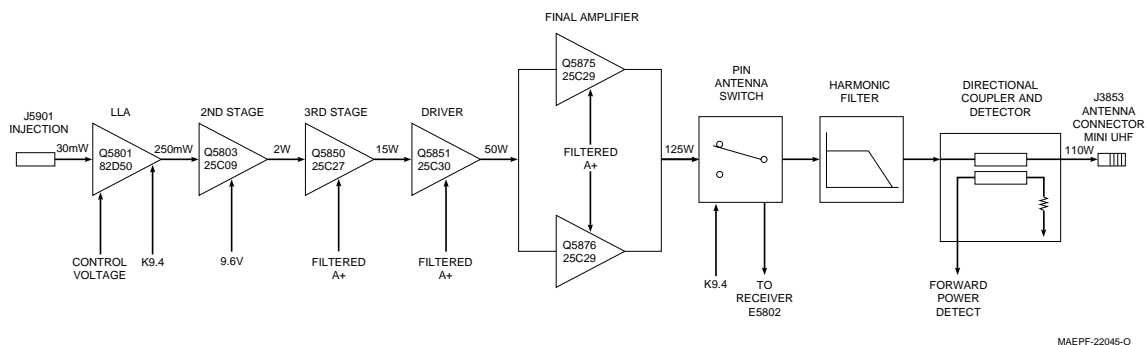 FINAL AMPLIFIER
Q5875
25C29
PIN
ANTENNA
SWITCH
HARMONIC
FILTER
DIRECTIONAL
COUPLER AND
DETECTOR
J3853
ANTENNA
CONNECTOR
MINI UHF
J5901
INJECTION
LLA
2ND STAGE
3RD STAGE
DRIVER
30mW
Q5801
82D50
250mW
Q5803
25C09
2W
Q5850
25C27
15W
Q5851
25C30
50W
FILTERED
A+
125W
110W
Q5876
25C29
CONTROL
VOLTAGE
K9.4
9.6V
FILTERED
A+
FILTERED
A+
K9.4
TO
RECEIVER
E5802
FORWARD
POWER
DETECT
MAEPF-22045-O